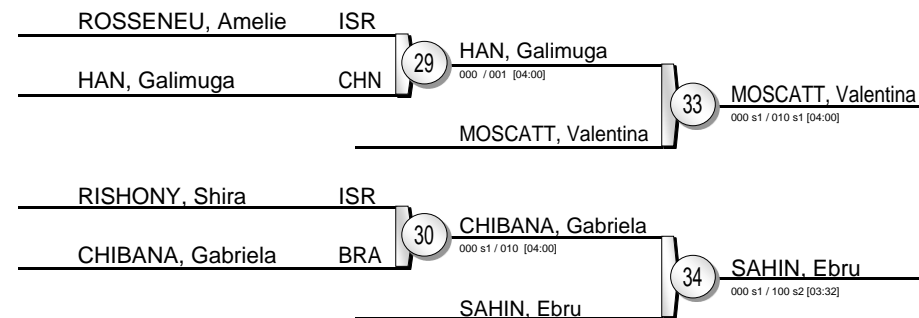 ROSSENEU, Amelie ISR
HAN, Galimuga CHN
29
HAN, Galimuga
000 / 001 [04:00]
MOSCATT, Valentina
33
MOSCATT, Valentina
000 s1 / 010 s1 [04:00]
RISHONY, Shira ISR
CHIBANA, Gabriela BRA
30
CHIBANA, Gabriela
000 s1 / 010 [04:00]
SAHIN, Ebru
34
SAHIN, Ebru
000 s1 / 100 s2 [03:32]